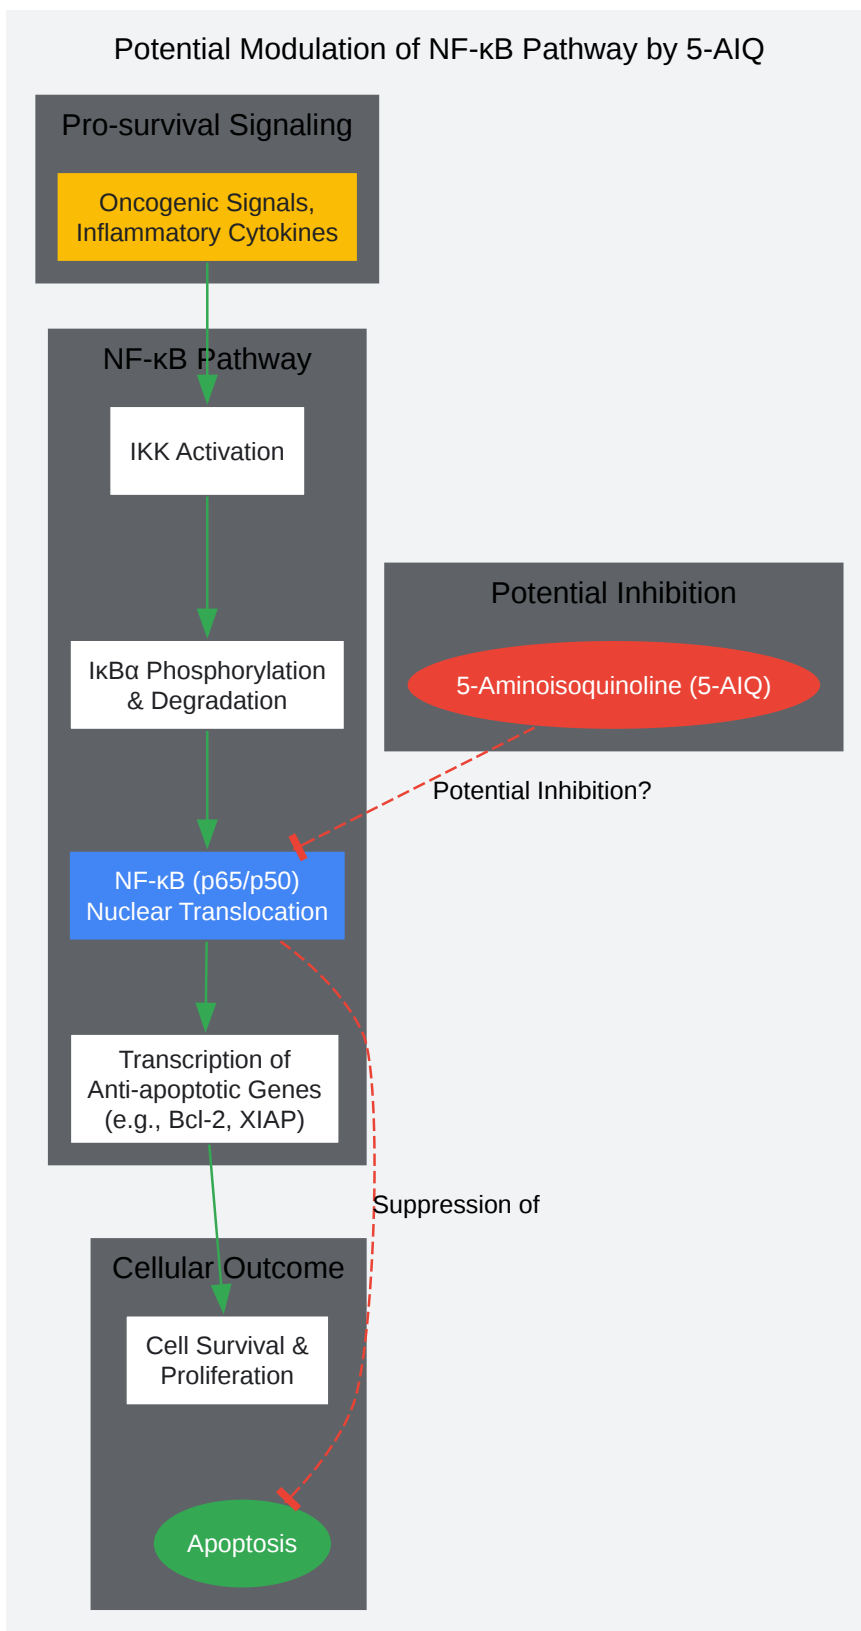 Potential Modulation of NF-κB Pathway by 5-AIQ
Pro-survival Signaling
Oncogenic Signals,
Inflammatory Cytokines
NF-κB Pathway
IKK Activation
IκBα Phosphorylation
& Degradation
Potential Inhibition
5-Aminoisoquinoline (5-AIQ)
Potential Inhibition?
NF-κB (p65/p50)
Nuclear Translocation
Transcription of
Anti-apoptotic Genes
(e.g., Bcl-2, XIAP)
Suppression of
Cellular Outcome
Cell Survival &
Proliferation
Apoptosis